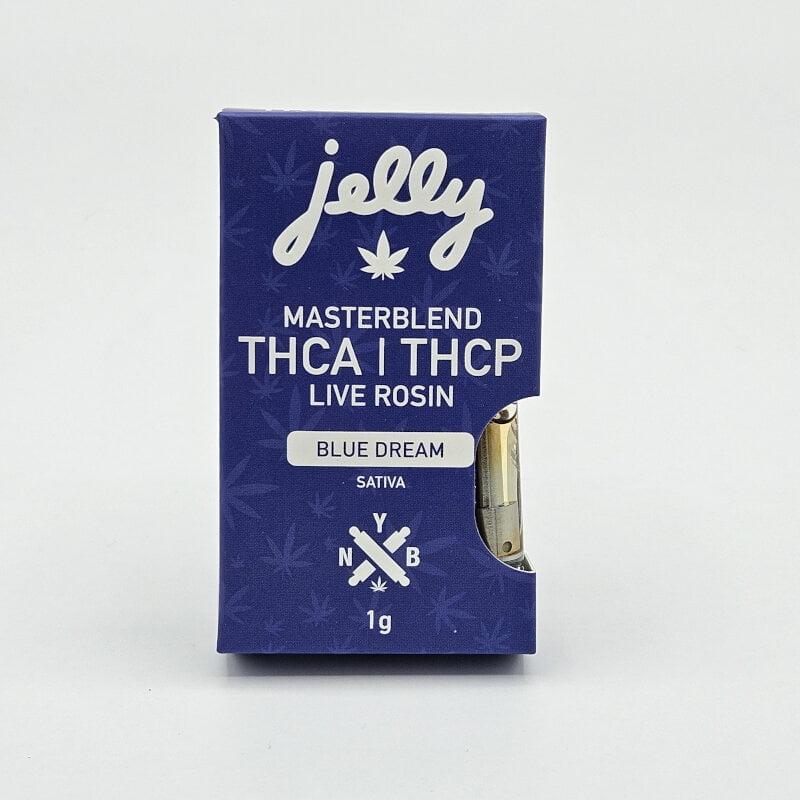 jelly
MASTERBLEND
THCA | THCP
LIVE ROSIN
BLUE DREAM
SATIVA
Y
N B
1g